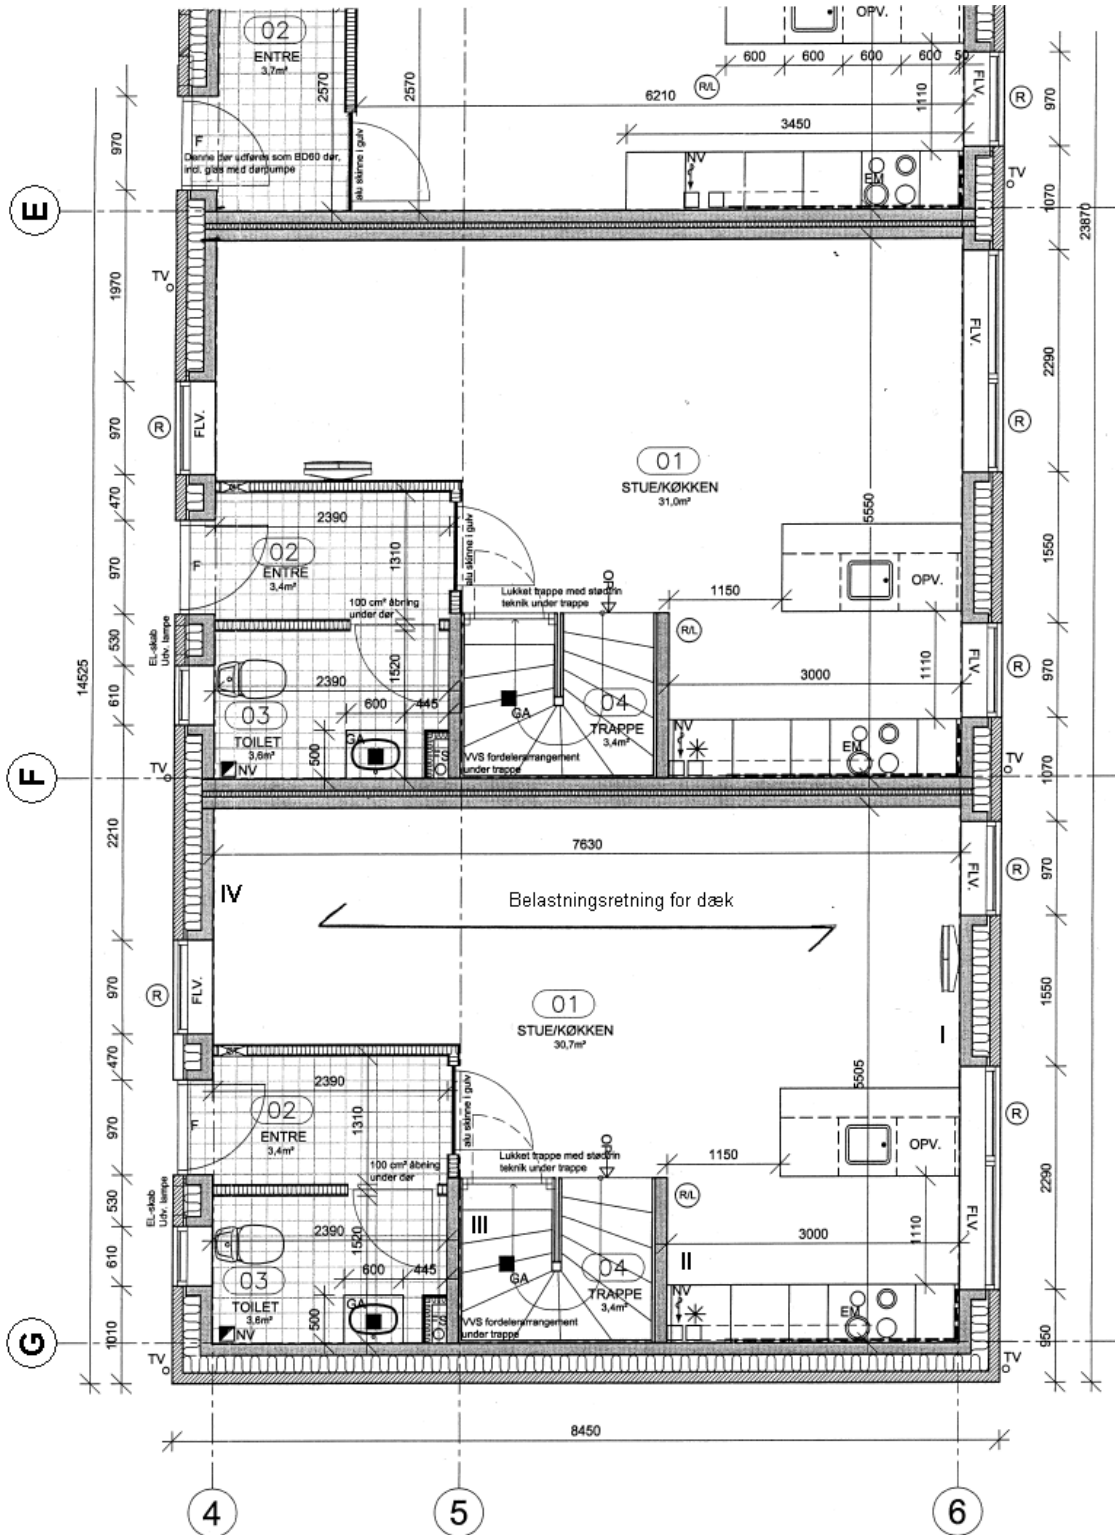 02
ENTRE
3,7m²
2570
2570
OPV.
600
600
600
600
50
FLV.
R/L
6210
1110
R
970
3450
970
F
Denne dør udføres som BD60 dør,
incl. glas med dørpumpe
alu skinne i gulv
NV
EM
TV
E
1070
23870
TV
1970
FLV.
2290
970
R
FLV.
R
01
STUE/KØKKEN
31,0m²
470
2390
5550
alu skinne i gulv
1550
02
ENTRE
3,4m²
1310
970
F
OP
OPV.
1150
Lukket trappe med stødtrin
teknik under trappe
100 cm² åbning
under dør
EL-skab
Udv. lampe
530
R/L
1110
FLV.
R
970
14525
1520
2390
3000
610
600
445
03
TOILET
3,6m²
GA
500
04
TRAPPE
3,4m²
GA
NV
EM
NV
FS
VVS fordelerarrangement
under trappe
TV
TV
F
1070
2210
7630
FLV.
R
970
IV
Belastningsretning for dæk
970
R
FLV.
1550
01
STUE/KØKKEN
30,7m²
I
470
2390
5505
alu skinne i gulv
02
ENTRE
3,4m²
1310
970
F
R
OP
OPV.
1150
Lukket trappe med stødtrin
teknik under trappe
100 cm² åbning
under dør
EL-skab
Udv. lampe
530
R/L
2290
1110
FLV.
III
1520
2390
3000
II
610
600
445
03
TOILET
3,6m²
GA
500
04
TRAPPE
3,4m²
GA
NV
EM
NV
FS
VVS fordelerarrangement
under trappe
G
1010
950
TV
TV
8450
4
5
6